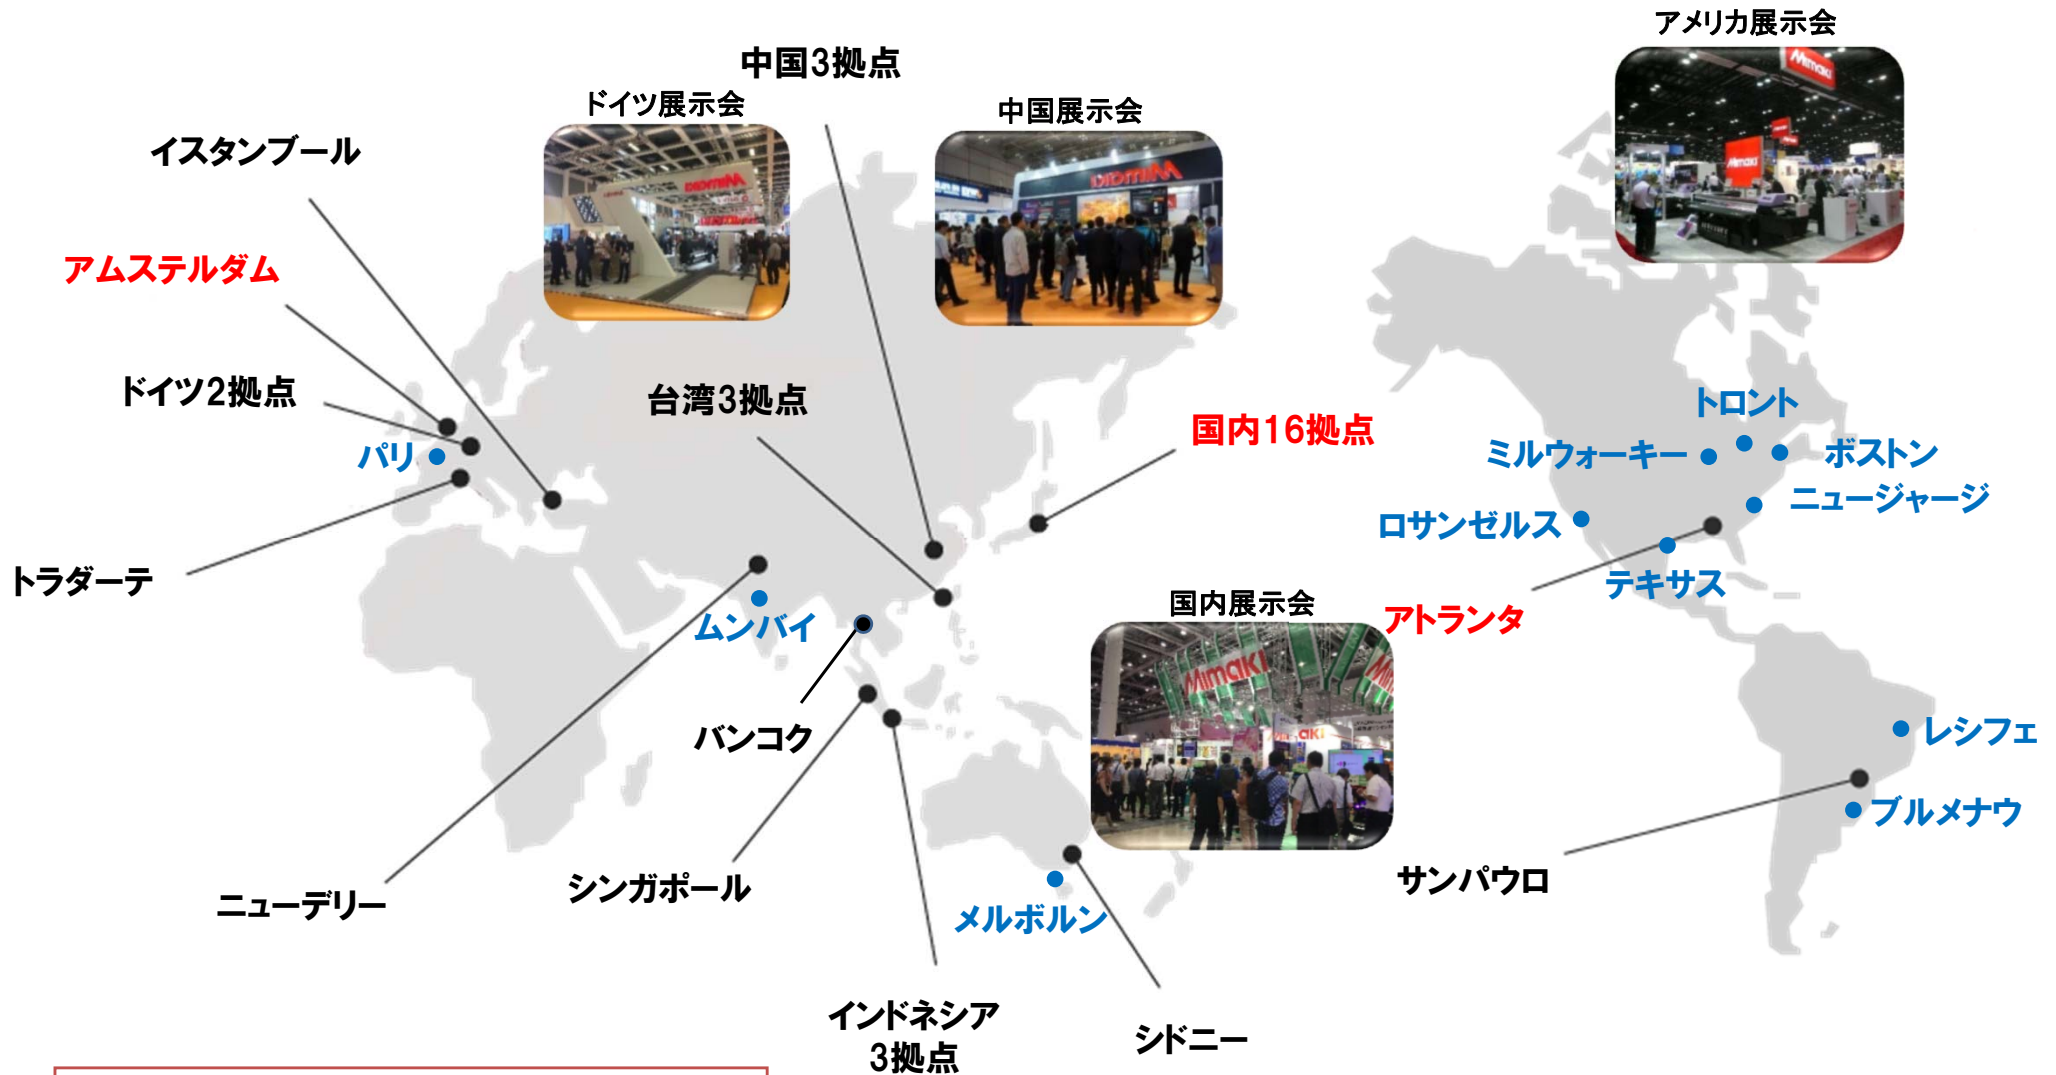 アメリカ展示会
Mimaki
Mimaki
中国3拠点
ドイツ展示会
中国展示会
Mimaki
Mimaki
イスタンブール
アムステルダム
ドイツ2拠点
パリ
トラダーテ
台湾3拠点
国内16拠点
トロント
ミルウォーキー
ボストン
ニュージャージ
ロサンゼルス
テキサス
アトランタ
国内展示会
Mimaki
ムンバイ
バンコク
レシフェ
ブルメナウ
サンパウロ
ニューデリー
シンガポール
メルボルン
インドネシア
3拠点
シドニー